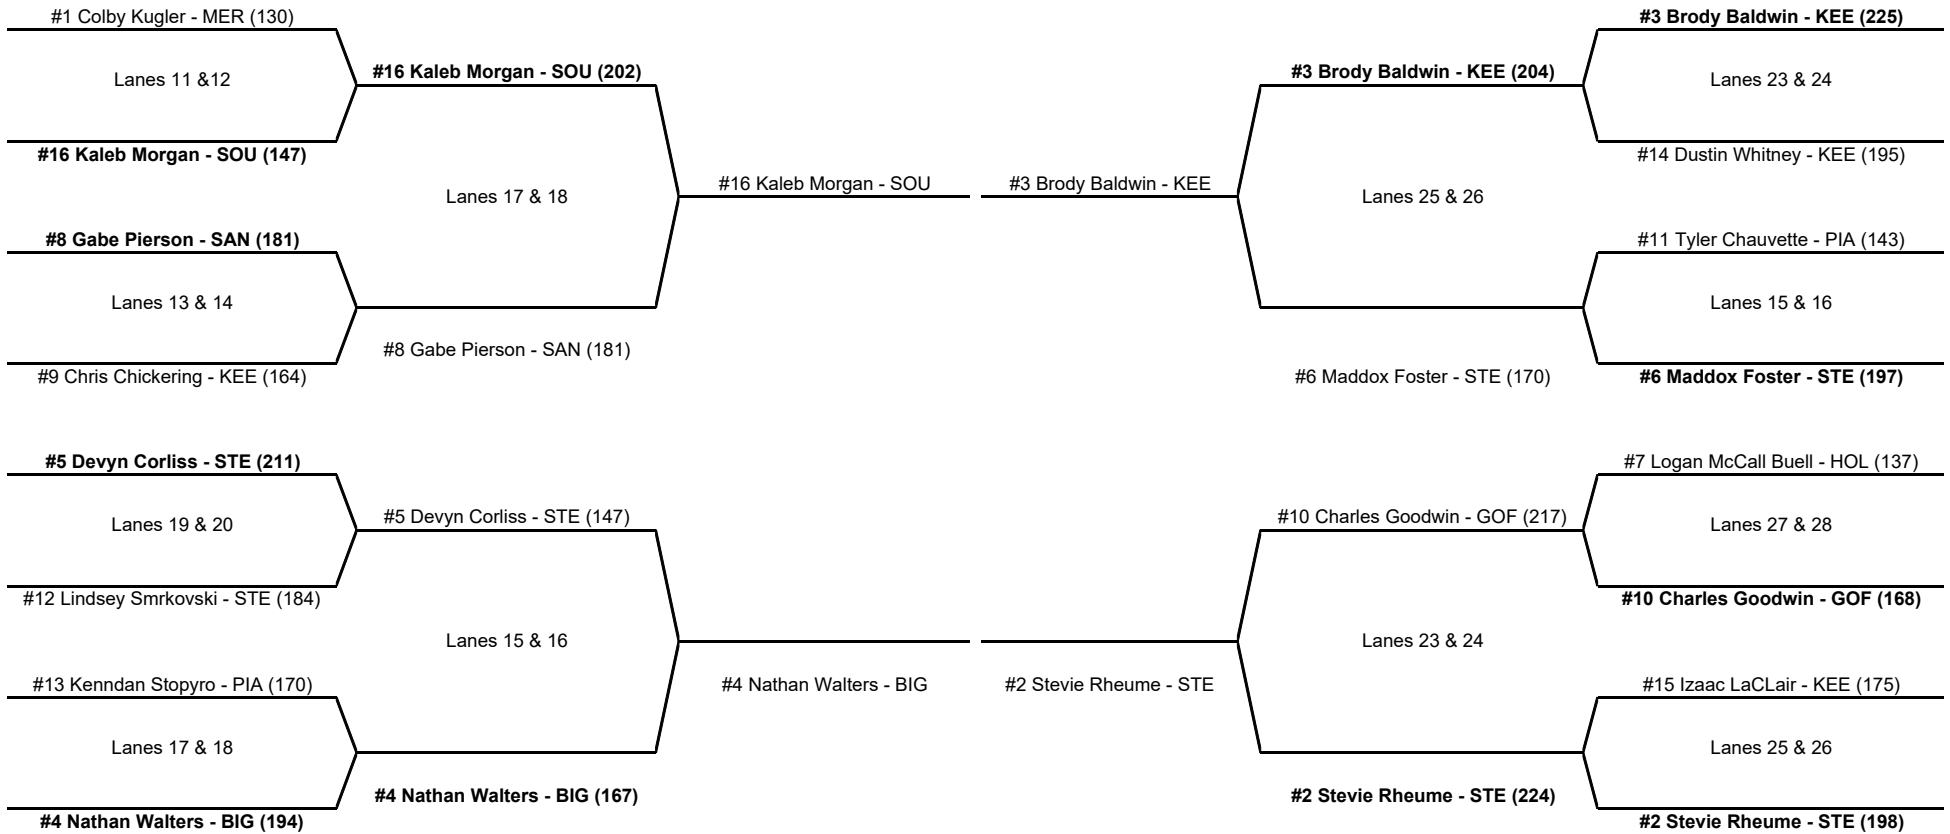 #1 Colby Kugler - MER (130)
#3 Brody Baldwin - KEE (225)
Lanes 11 &12
#16 Kaleb Morgan - SOU (202)
#3 Brody Baldwin - KEE (204)
Lanes 23 & 24
#16 Kaleb Morgan - SOU (147)
#14 Dustin Whitney - KEE (195)
Lanes 17 & 18
#16 Kaleb Morgan - SOU
#3 Brody Baldwin - KEE
Lanes 25 & 26
#8 Gabe Pierson - SAN (181)
#11 Tyler Chauvette - PIA (143)
Lanes 13 & 14
Lanes 15 & 16
#8 Gabe Pierson - SAN (181)
#9 Chris Chickering - KEE (164)
#6 Maddox Foster - STE (170)
#6 Maddox Foster - STE (197)
#5 Devyn Corliss - STE (211)
#7 Logan McCall Buell - HOL (137)
Lanes 19 & 20
#5 Devyn Corliss - STE (147)
#10 Charles Goodwin - GOF (217)
Lanes 27 & 28
#12 Lindsey Smrkovski - STE (184)
#10 Charles Goodwin - GOF (168)
Lanes 15 & 16
Lanes 23 & 24
#13 Kenndan Stopyro - PIA (170)
#4 Nathan Walters - BIG
#2 Stevie Rheume - STE
#15 Izaac LaCLair - KEE (175)
Lanes 17 & 18
Lanes 25 & 26
#4 Nathan Walters - BIG (167)
#2 Stevie Rheume - STE (224)
#4 Nathan Walters - BIG (194)
#2 Stevie Rheume - STE (198)